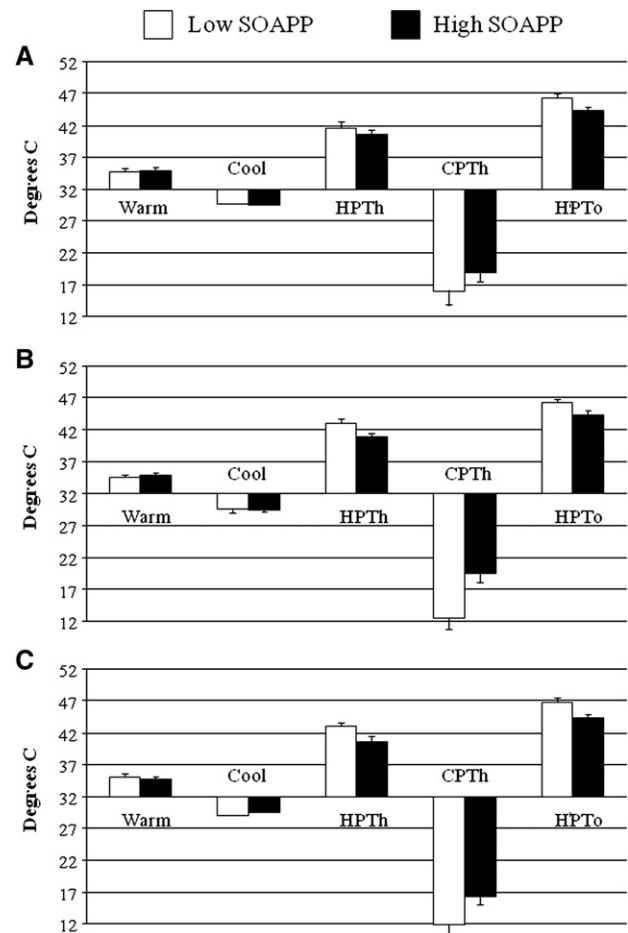 Low SOAPP High SOAPP
A
Degrees C
52
47
42
37
32
27
22
17
12
Cool CPTh
Warm HPTh HPTo
B
Degrees C
52
47
42
37
32
27
22
17
12
Cool CPTh
Warm HPTh HPTo
C
Degrees C
52
47
42
37
32
27
22
17
12
Cool CPTh
Warm HPTh HPTo